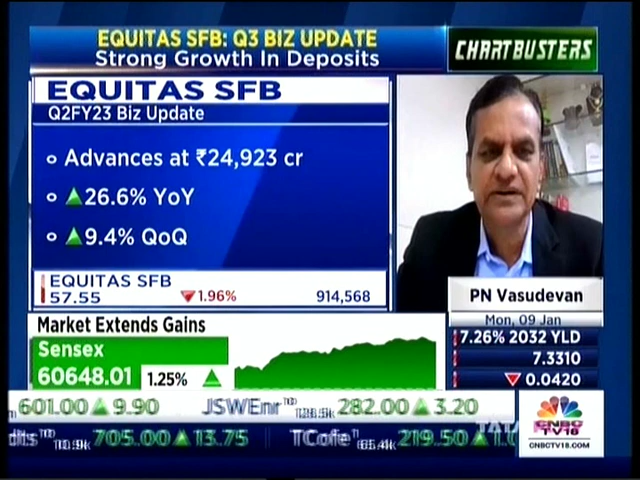 EQUITAS SFB: Q3 BIZ UPDATE
Strong Growth In Deposits
CHARTBUSTERS
EQUITAS SFB
Q2FY23 Biz Update
Advances at ₹24,923 cr
▲26.6% YoY
▲9.4% QoQ
EQUITAS SFB
57.55 ▼1.96% 914,568
PN Vasudevan
Mon, 09 Jan
Market Extends Gains
Sensex
60648.01 1.25% ▲
7.26% 2032 YLD
7.3310
▼ 0.0420
601.00 ▲ 9.90 JSWEnr 282.00 ▲ 3.20
705.00 ▲ 13.75 TCofe 219.50 ▲
CNBC
TV18
CNBCTV18.COM